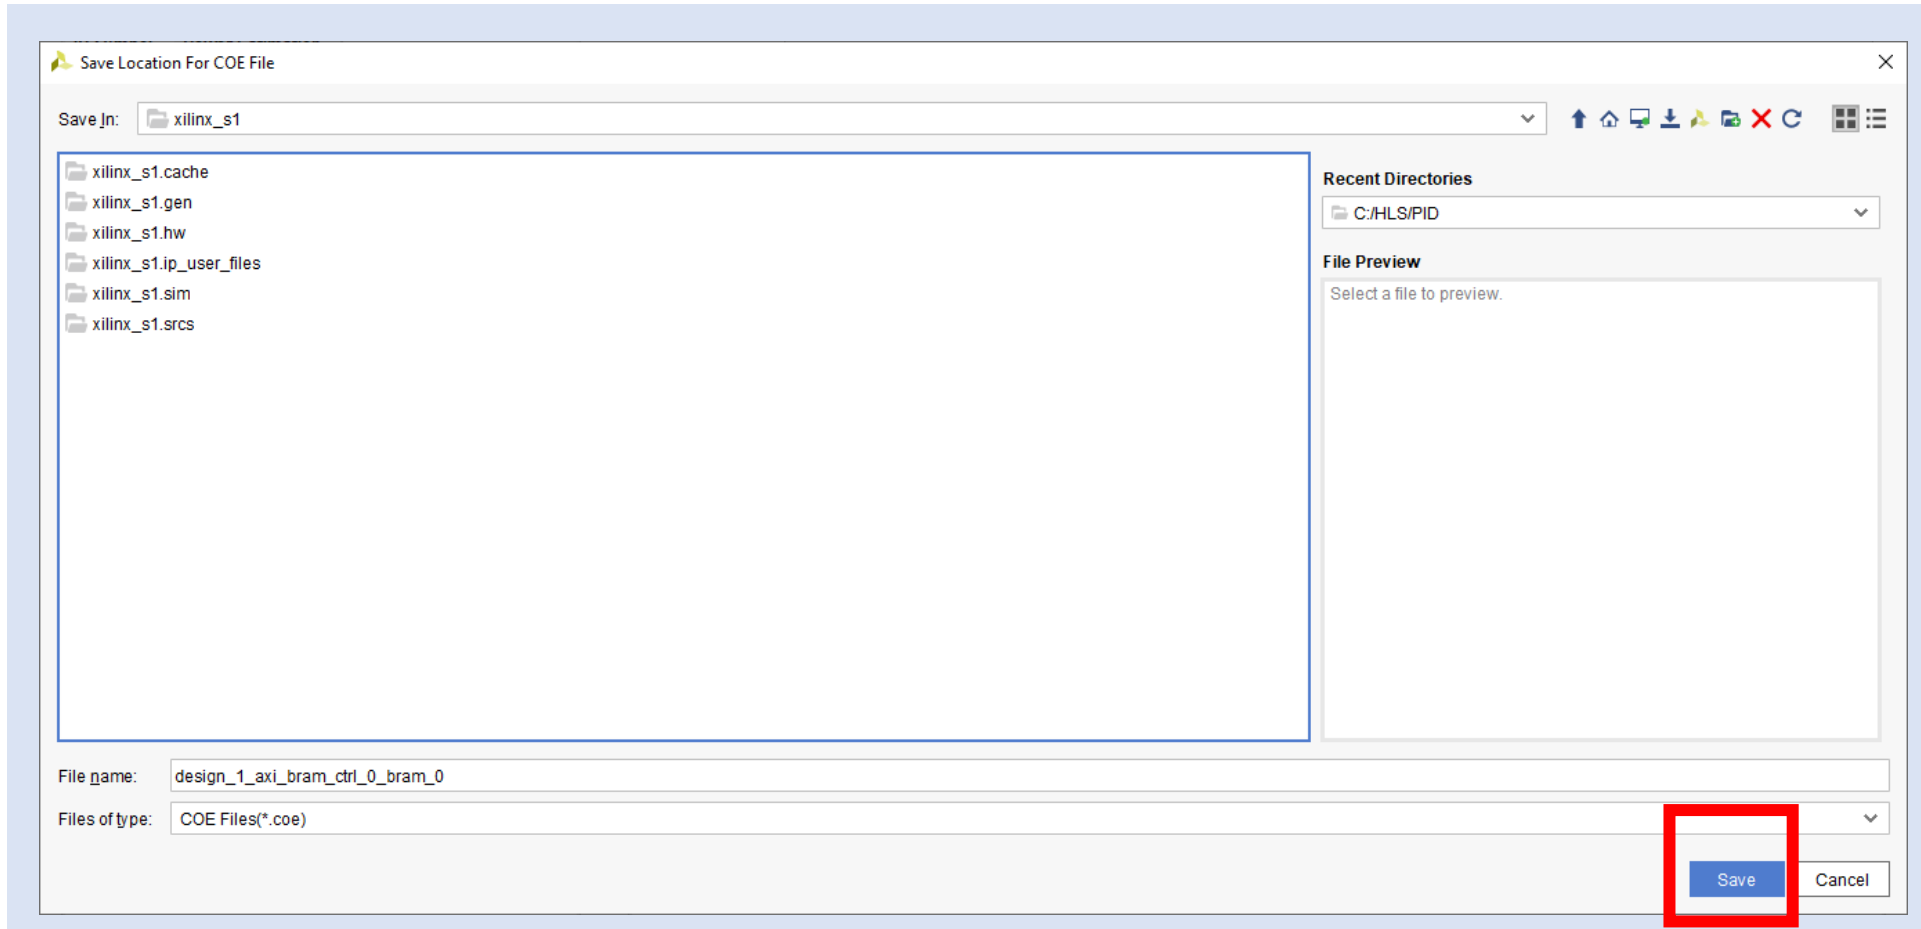 Save Location For COE File
Save In: xilinx_s1
xilinx_s1.cache
xilinx_s1.gen
xilinx_s1.hw
xilinx_s1.ip_user_files
xilinx_s1.sim
xilinx_s1.srcs
Recent Directories
C:/HLS/PID
File Preview
Select a file to preview.
File name: design_1_axi_bram_ctrl_0_bram_0
Files of type: COE Files(*.coe)
Save Cancel